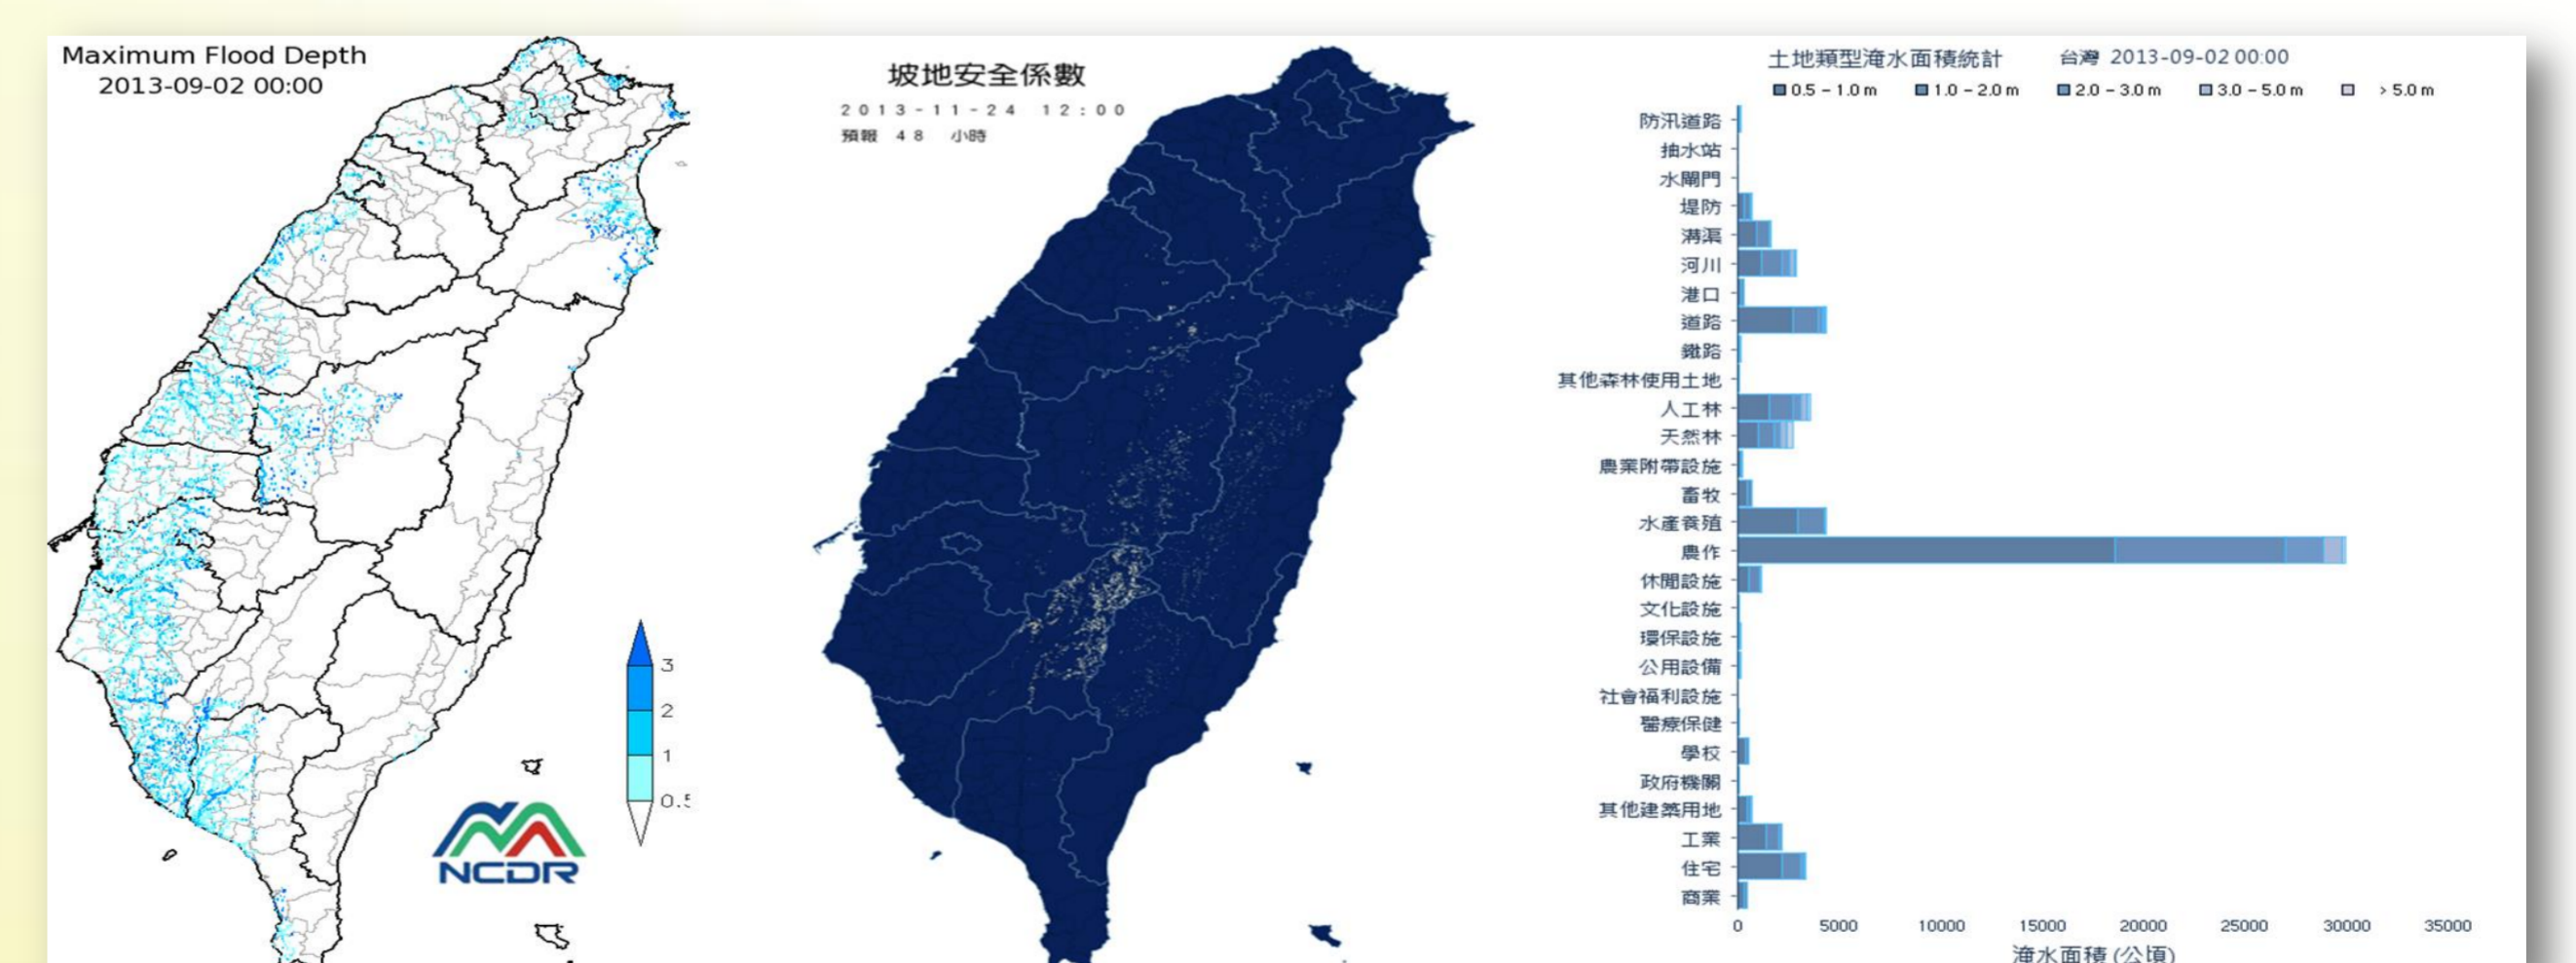 Maximum Flood Depth
2013-09-02 00:00
3
2
1
0.5
NCDR
坡地安全係數
2013-11-24 12:00
預報 48 小時
土地類型淹水面積統計 台灣 2013-09-02 00:00
0.5 – 1.0 m 1.0 – 2.0 m 2.0 – 3.0 m 3.0 – 5.0 m > 5.0 m
防汛道路
抽水站
水閘門
堤防
溝渠
河川
港口
道路
鐵路
其他森林使用土地
人工林
天然林
農業附帶設施
畜牧
水產養殖
農作
休閒設施
文化設施
環保設施
公用設備
社會福利設施
醫療保健
學校
政府機關
其他建築用地
工業
住宅
商業
0 5000 10000 15000 20000 25000 30000 35000
淹水面積 (公頃)